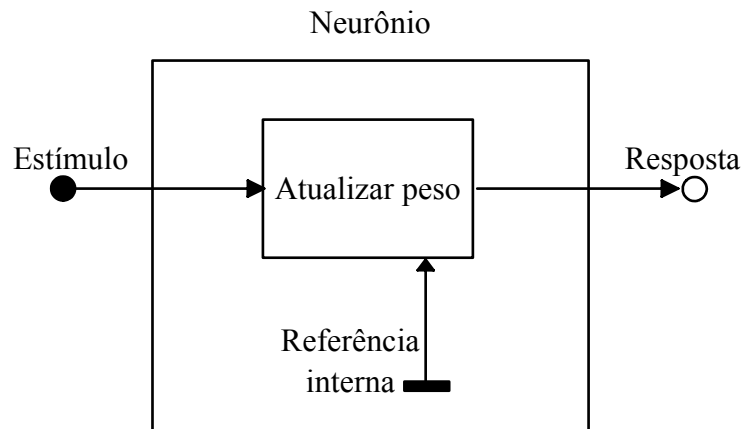 Neurônio
Estímulo
Atualizar peso
Resposta
Referência
interna